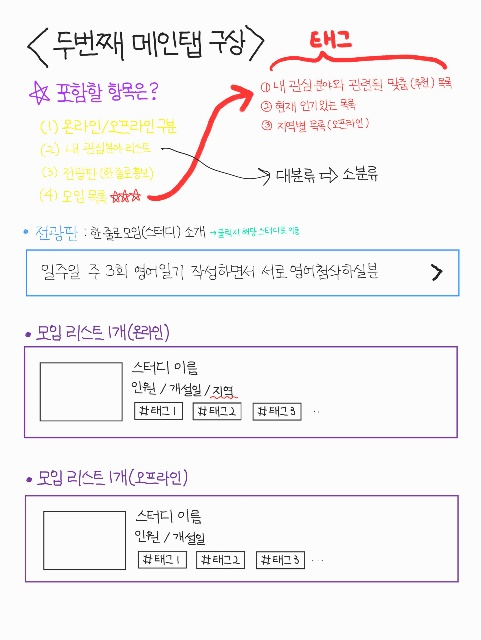 <두번째 메인탭 구상>
태그
☆ 포함할 항목은?
① 내 관심분야와 관련된 맞춤(추천) 목록
② 현재 인기있는 목록
③ 지역별 목록(오프라인)
(1) 온라인/오프라인 구분
(2) 내 관심분야 리스트
(3) 전광판 (한 줄로 홍보)
(4) 모임 목록 ☆☆☆
대분류 ⇨ 소분류
• 전광판 : 한 줄로 모임(스터디) 소개 → 클릭시 해당 스터디로 이동
일주일 주 3회 영어일기 작성하면서 서로 영어첨삭하실분 >
• 모임 리스트 1개(온라인)
스터디 이름
인원 / 개설일 / 지역
#태그1 #태그2 #태그3 ..
• 모임 리스트 1개(오프라인)
스터디 이름
인원 / 개설일
#태그1 #태그2 #태그3 ...